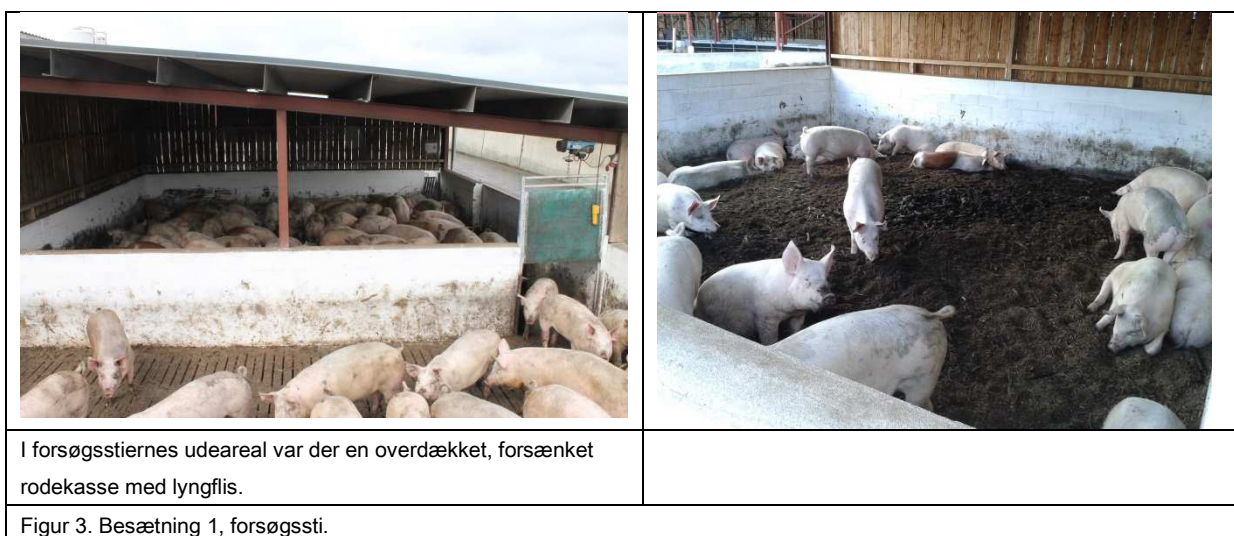 I forsøgsstiernes udeareal var der en overdækket, forsænket
rodekasse med lyngflis.
Figur 3. Besætning 1, forsøgssti.